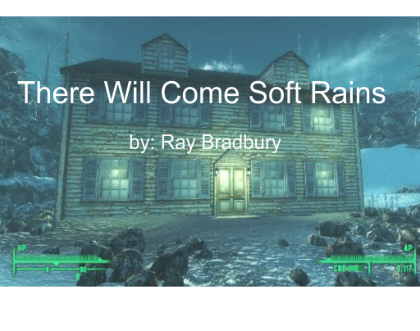 There Will Come Soft Rains
by: Ray Bradbury
HP
AP